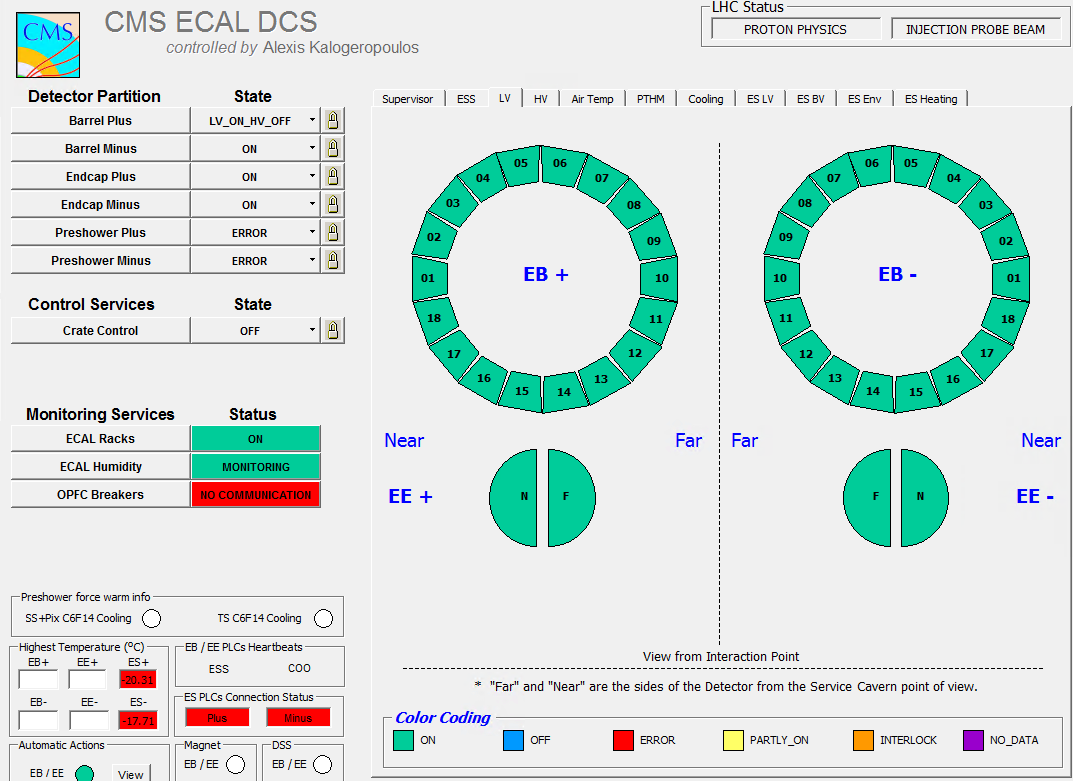 CMS
CMS ECAL DCS
controlled by Alexis Kalogeropoulos
LHC Status
PROTON PHYSICS
INJECTION PROBE BEAM
Detector Partition State
Barrel Plus LV_ON_HV_OFF
Barrel Minus ON
Endcap Plus ON
Endcap Minus ON
Preshower Plus ERROR
Preshower Minus ERROR
Control Services State
Crate Control OFF
Monitoring Services Status
ECAL Racks ON
ECAL Humidity MONITORING
OPFC Breakers NO COMMUNICATION
Preshower force warm info
SS+Pix C6F14 Cooling TS C6F14 Cooling
Highest Temperature (ºC)
EB+ EE+ ES+
-20.31
EB- EE- ES-
-17.71
EB / EE PLCs Heartbeats
ESS COO
ES PLCs Connection Status
Plus Minus
Automatic Actions
EB / EE View
Magnet
EB / EE
DSS
EB / EE
Supervisor ESS LV HV Air Temp PTHM Cooling ES LV ES BV ES Env ES Heating
05 06
04 07
03 08
02 09
01 EB + 10
18 11
17 12
16 13
15 14
06 05
07 04
08 03
09 02
10 EB - 01
11 18
12 17
13 16
14 15
Near Far Far Near
EE + N F F N EE -
View from Interaction Point
* "Far" and "Near" are the sides of the Detector from the Service Cavern point of view.
Color Coding
ON OFF ERROR PARTLY_ON INTERLOCK NO_DATA